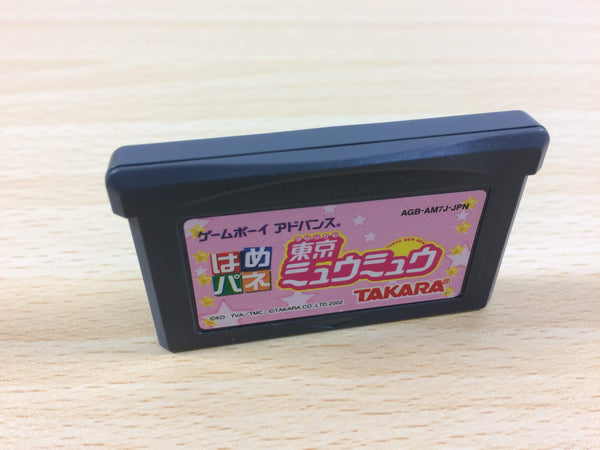 AGB-AM7J-JPN
ゲームボーイ アドバンス®
はめパネ
東京ミュウミュウ
TAKARA®
©KD TVA/TMC ©TAKARA CO.,LTD 2002